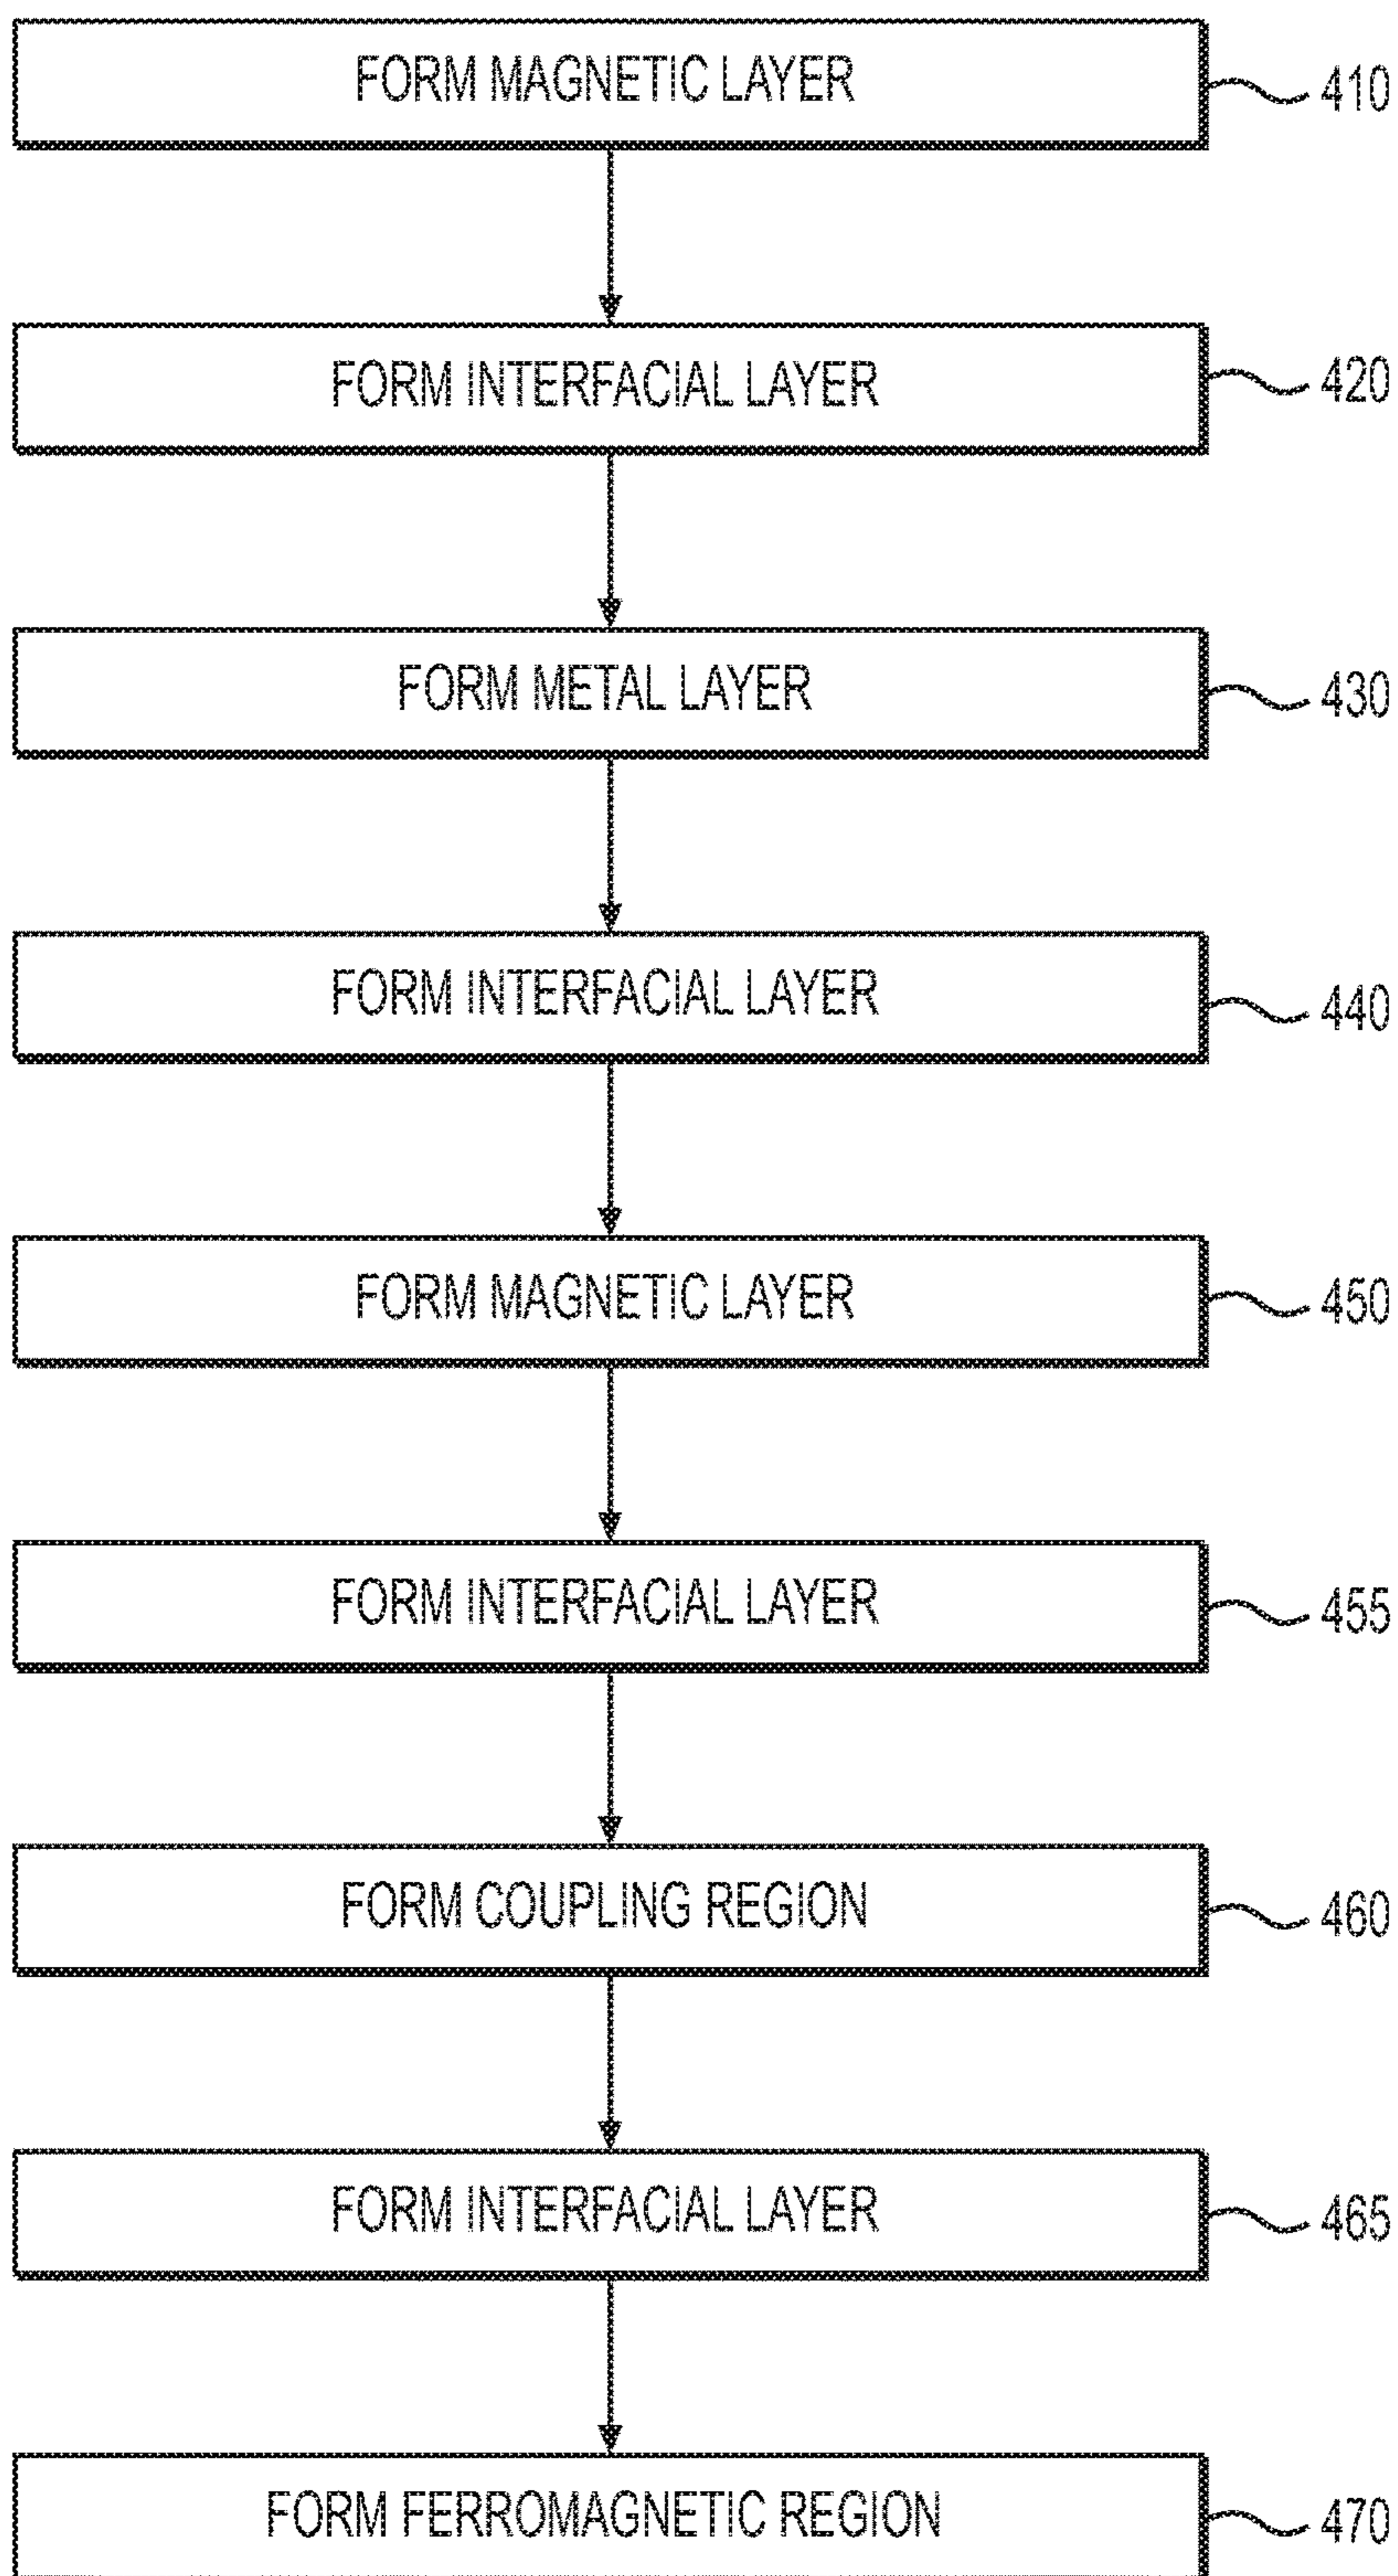 FORM MAGNETIC LAYER 410
FORM INTERFACIAL LAYER 420
FORM METAL LAYER 430
FORM INTERFACIAL LAYER 440
FORM MAGNETIC LAYER 450
FORM INTERFACIAL LAYER 455
FORM COUPLING REGION 460
FORM INTERFACIAL LAYER 465
FORM FERROMAGNETIC REGION 470